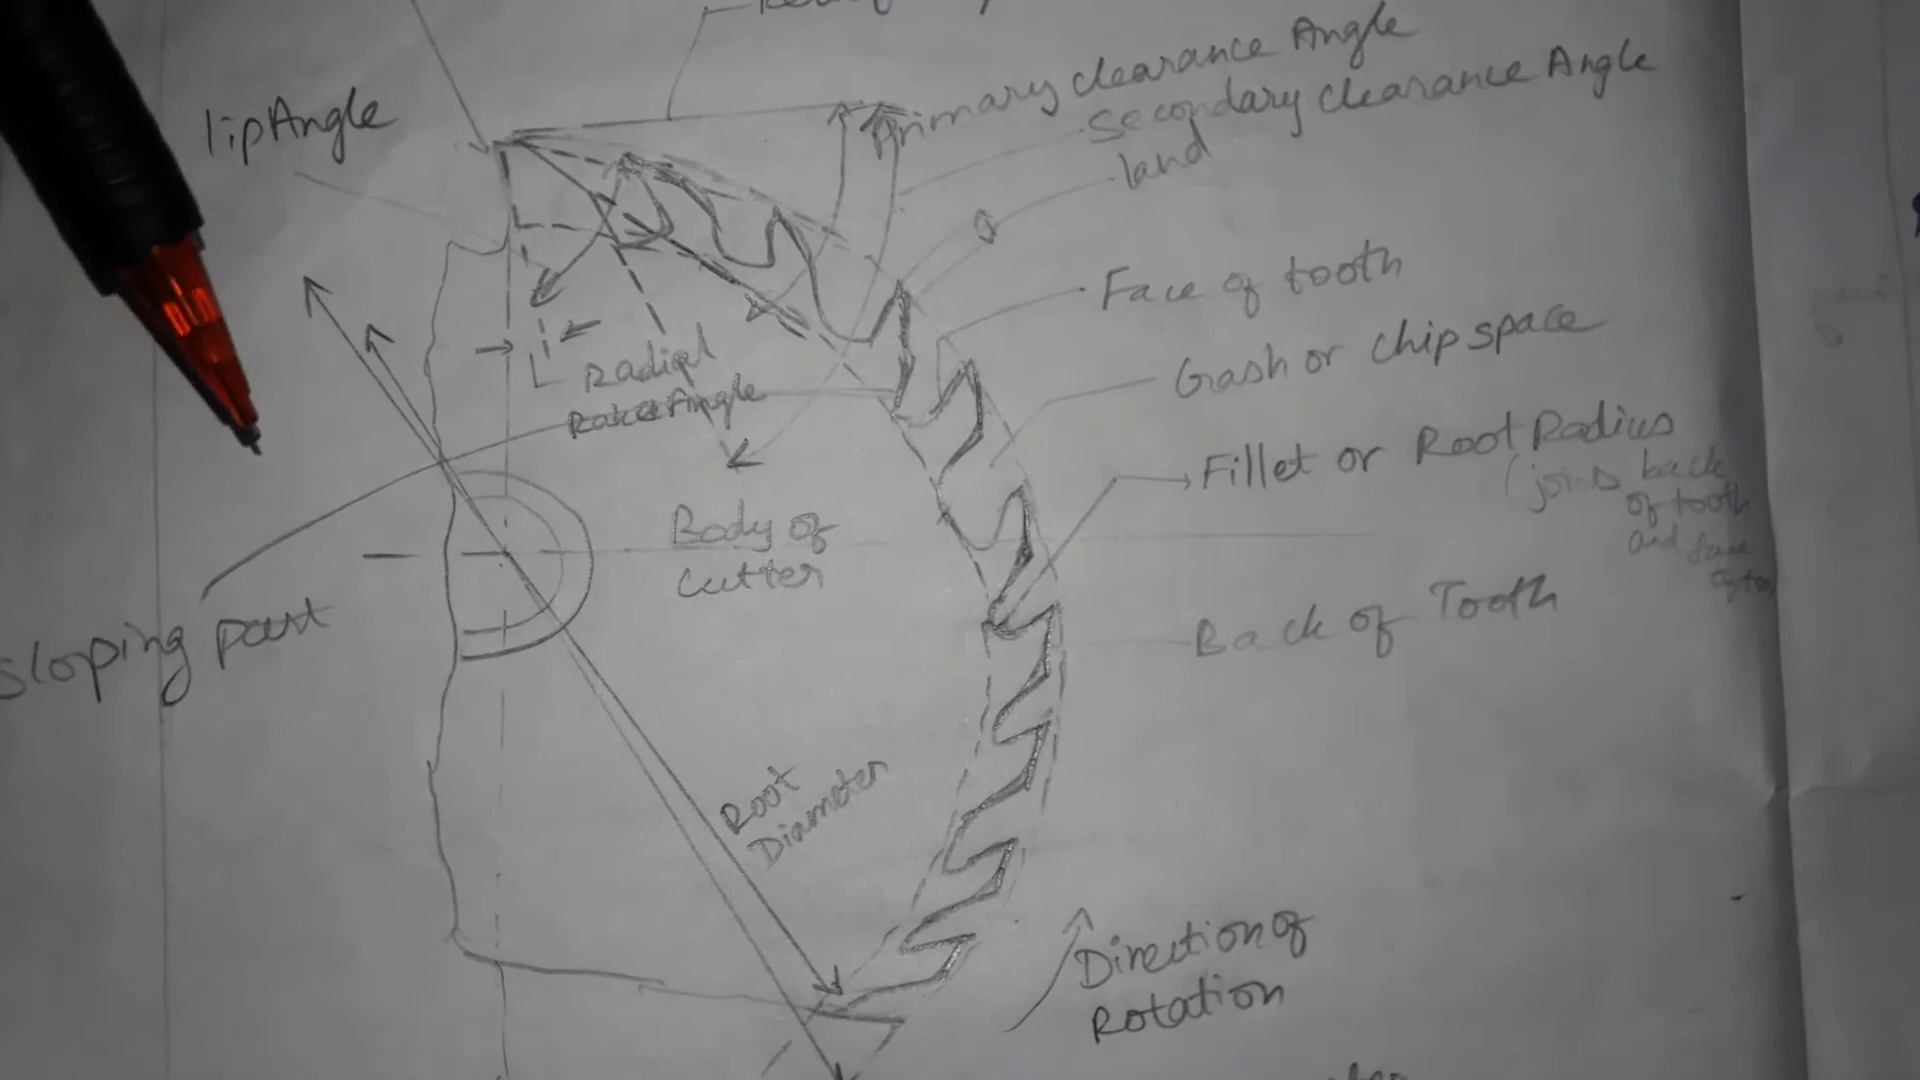 Primary clearance Angle
Secondary clearance Angle
land
lip Angle
Face of tooth
Gash or chip space
Radial
Rake Angle
Fillet or Root Radius
(joins back
of tooth
and face
Body of
Cutter
Back of Tooth
Sloping part
Root
Diameter
Direction of
Rotation